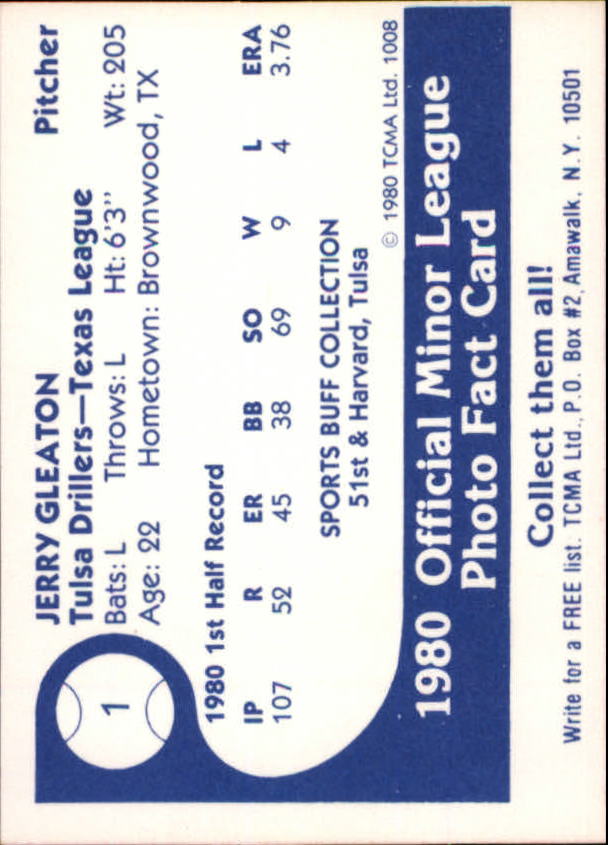 JERRY GLEATON Pitcher
Tulsa Drillers—Texas League
Bats: L Throws: L Ht: 6'3" Wt: 205
Age: 22 Hometown: Brownwood, TX
1
1980 1st Half Record
IP R ER BB SO W L ERA
107 52 45 38 69 9 4 3.76
SPORTS BUFF COLLECTION
51st & Harvard, Tulsa
© 1980 TCMA Ltd. 1008
1980 Official Minor League
Photo Fact Card
Collect them all!
Write for a FREE list. TCMA Ltd., P.O. Box #2, Amawalk, N.Y. 10501